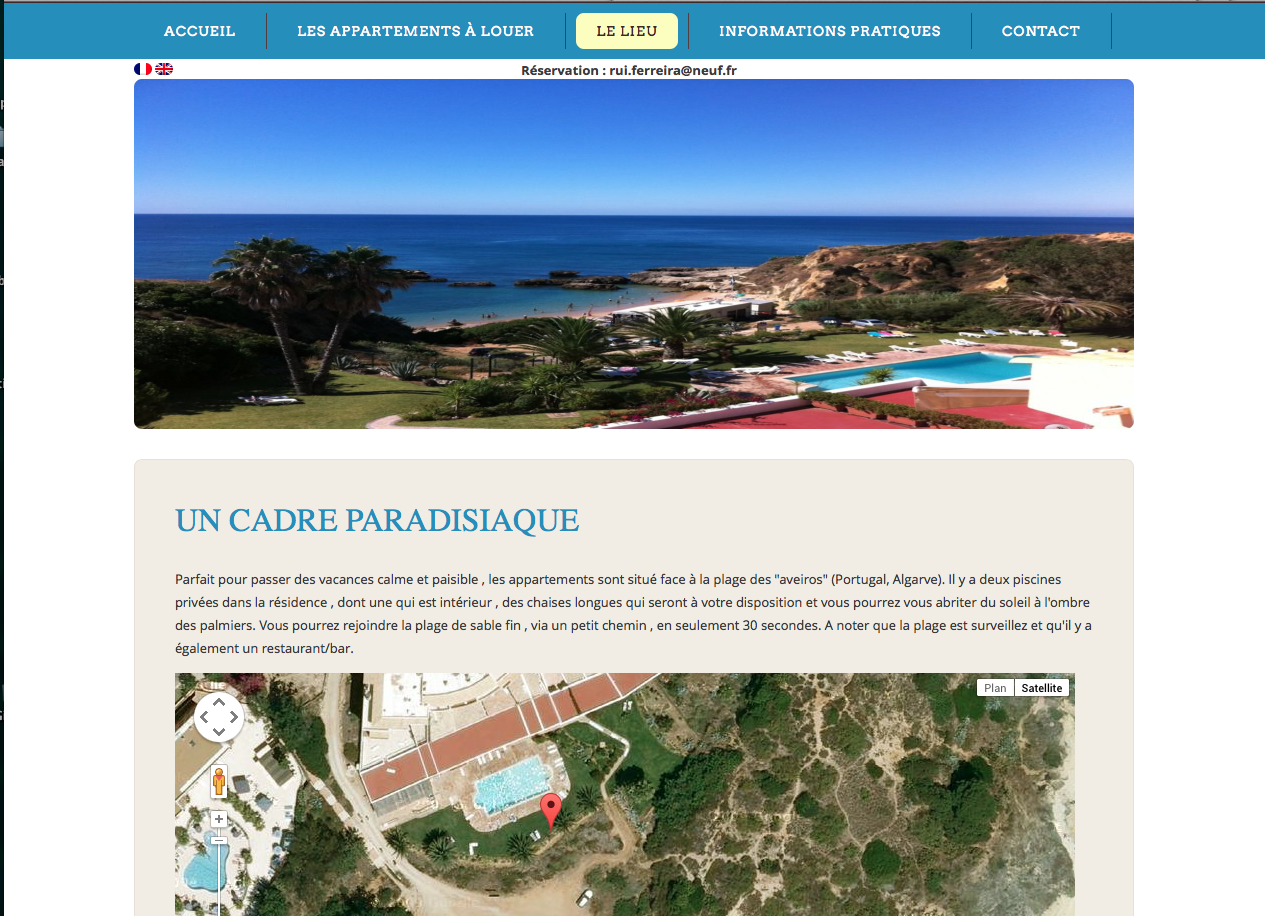 ACCUEIL LES APPARTEMENTS À LOUER LE LIEU INFORMATIONS PRATIQUES CONTACT
Réservation : rui.ferreira@neuf.fr
UN CADRE PARADISIAQUE
Parfait pour passer des vacances calme et paisible , les appartements sont situé face à la plage des "aveiros" (Portugal, Algarve). Il y a deux piscines
privées dans la résidence , dont une qui est intérieur , des chaises longues qui seront à votre disposition et vous pourrez vous abriter du soleil à l'ombre
des palmiers. Vous pourrez rejoindre la plage de sable fin , via un petit chemin , en seulement 30 secondes. A noter que la plage est surveillez et qu'il y a
également un restaurant/bar.
Plan Satellite